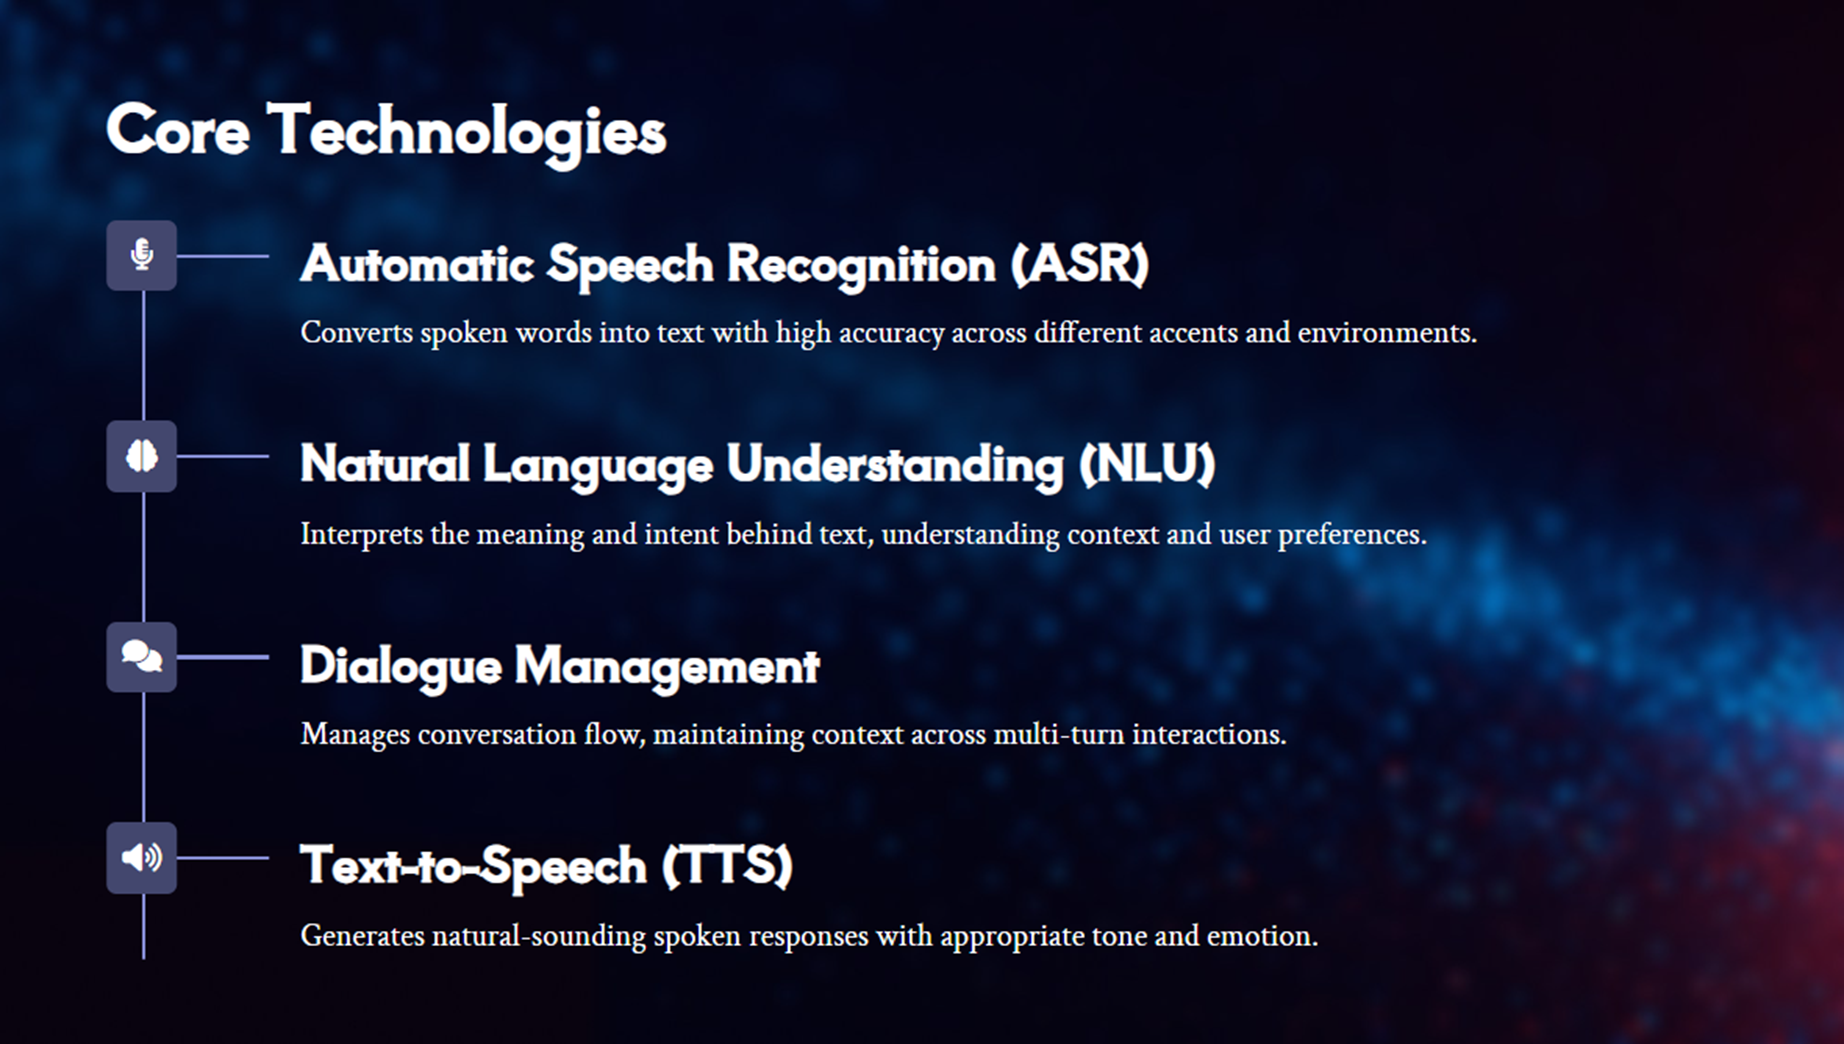 Core Technologies
Automatic Speech Recognition (ASR)
Converts spoken words into text with high accuracy across different accents and environments.
Natural Language Understanding (NLU)
Interprets the meaning and intent behind text, understanding context and user preferences.
Dialogue Management
Manages conversation flow, maintaining context across multi-turn interactions.
Text-to-Speech (TTS)
Generates natural-sounding spoken responses with appropriate tone and emotion.